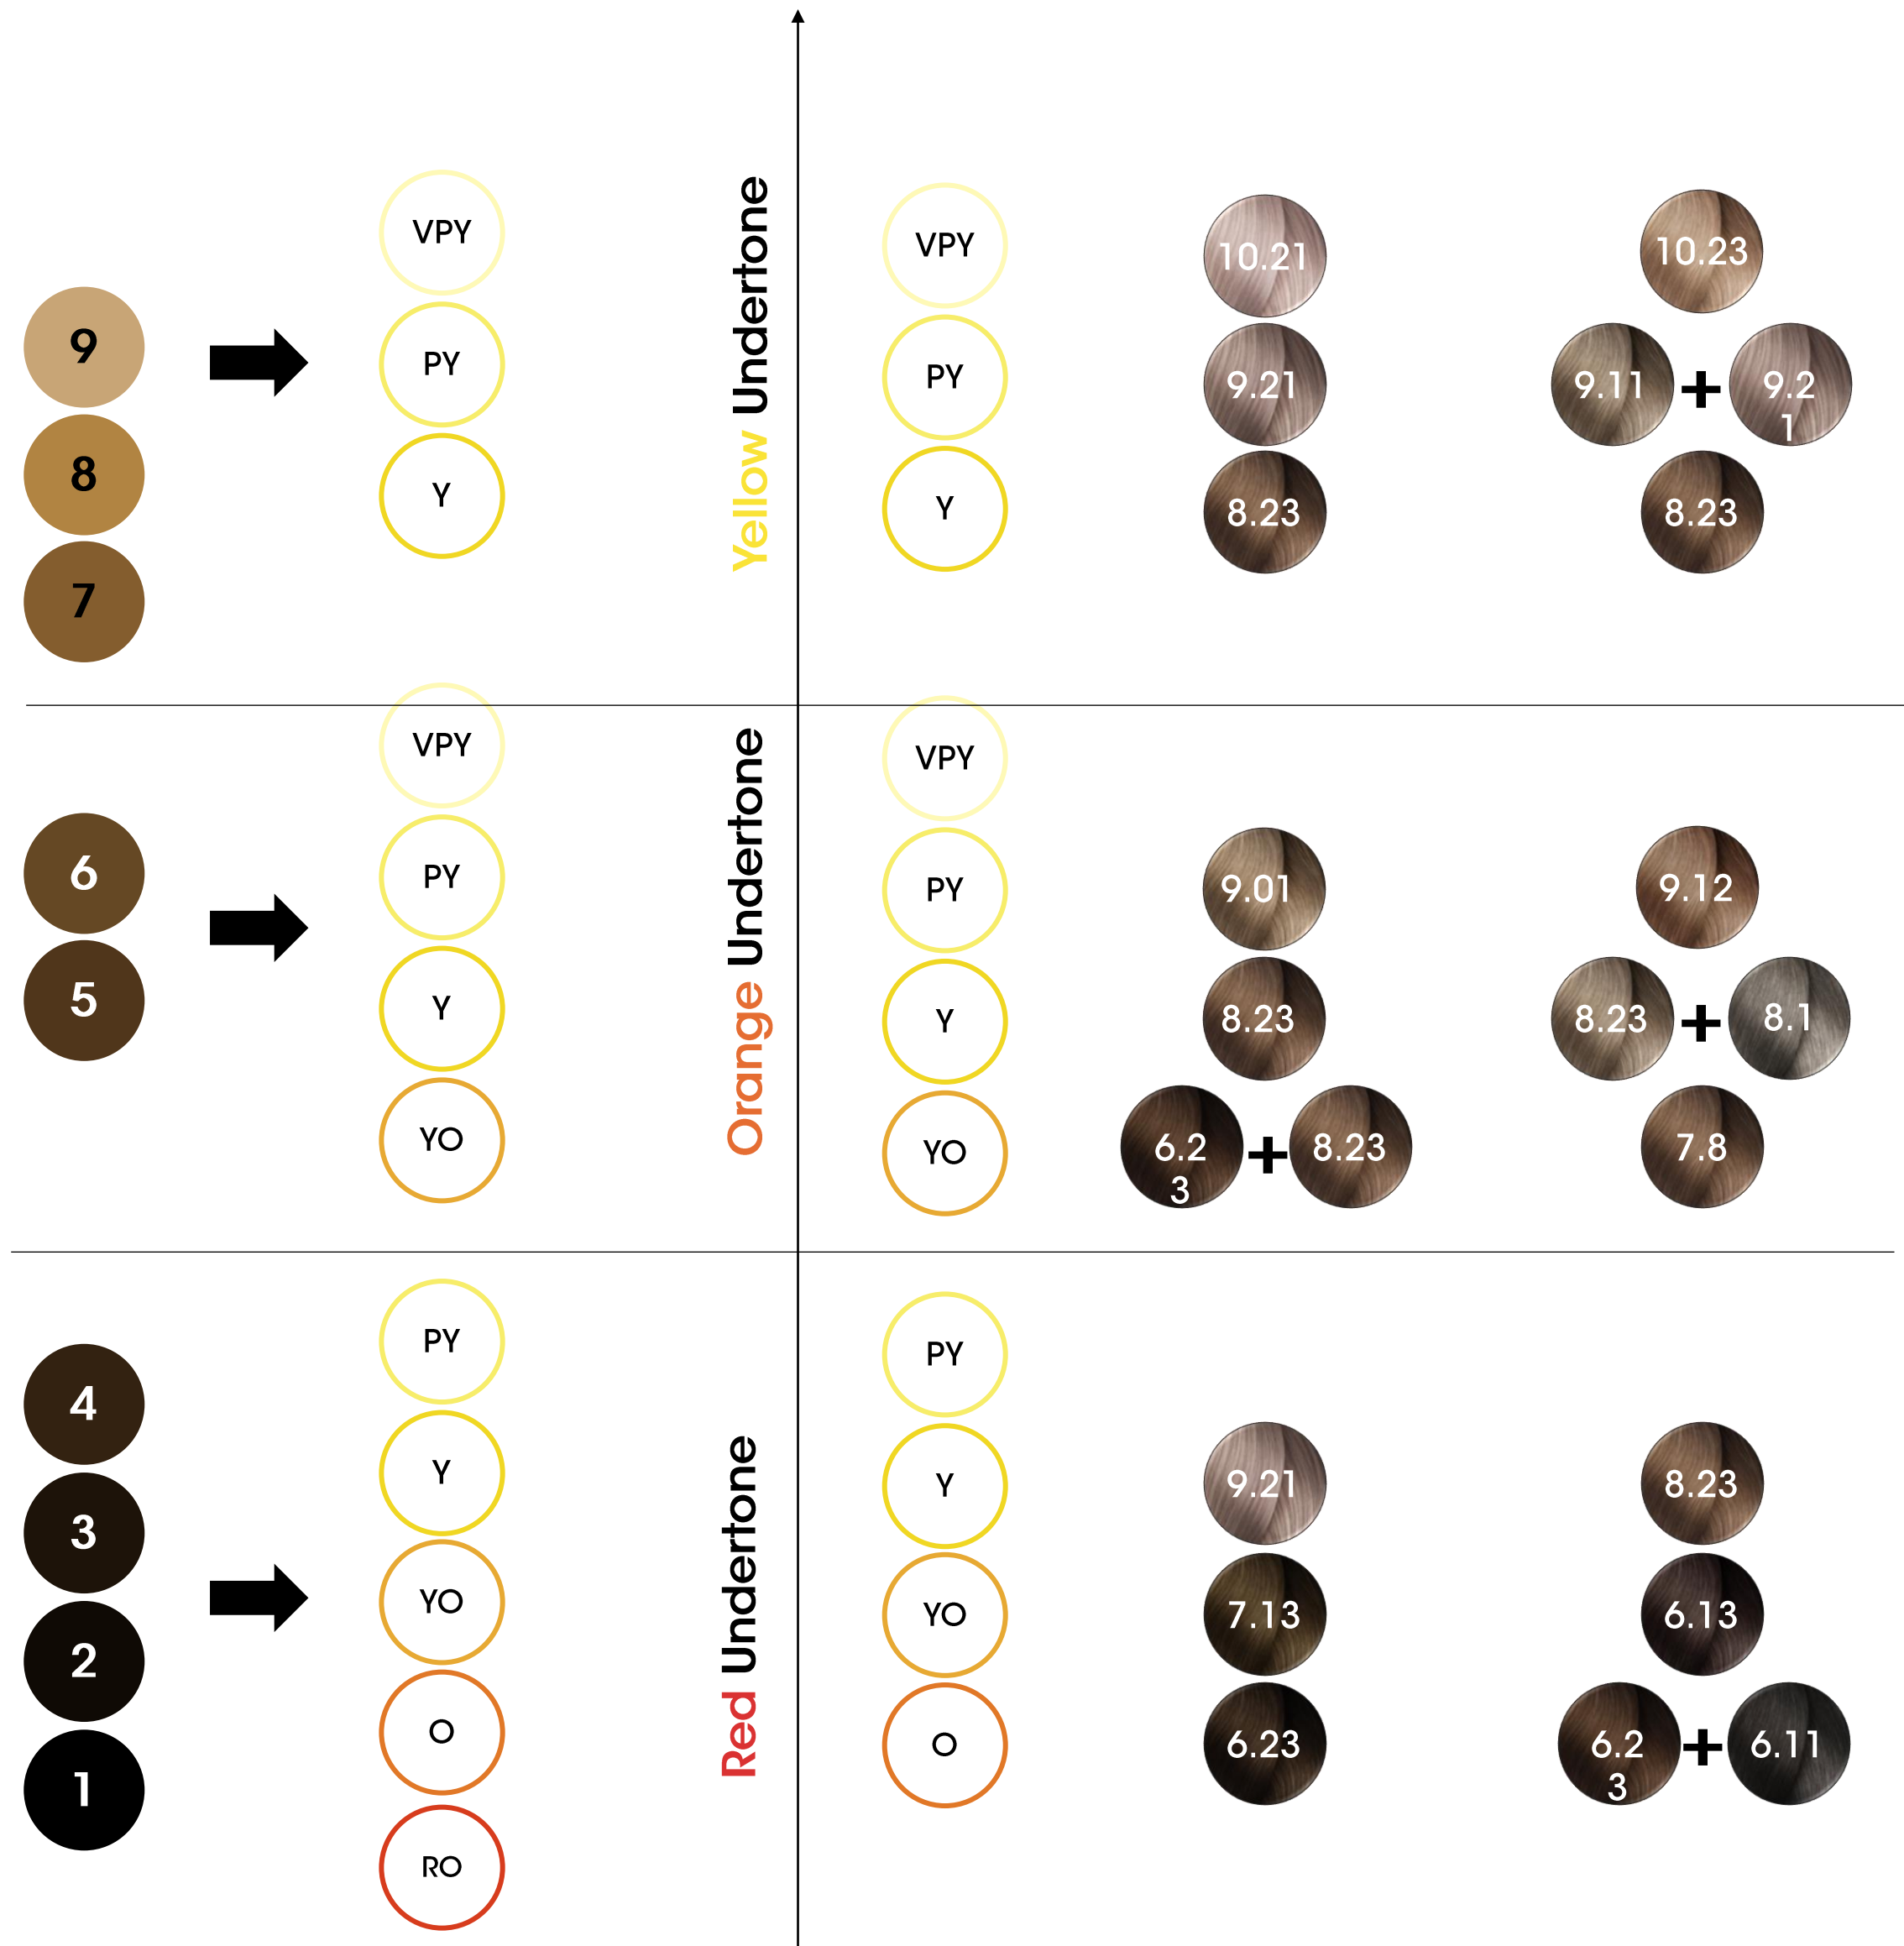 9
8
7
VPY
PY
Y
Yellow Undertone
VPY
PY
Y
10.21
9.21
8.23
10.23
9.11 + 9.2
1
8.23
6
5
VPY
PY
Y
YO
Orange Undertone
VPY
PY
Y
YO
9.01
8.23
6.2
3
+ 8.23
9.12
8.23 + 8.1
7.8
4
3
2
1
PY
Y
YO
O
RO
Red Undertone
PY
Y
YO
O
9.21
7.13
6.23
8.23
6.13
6.2
3
+ 6.11